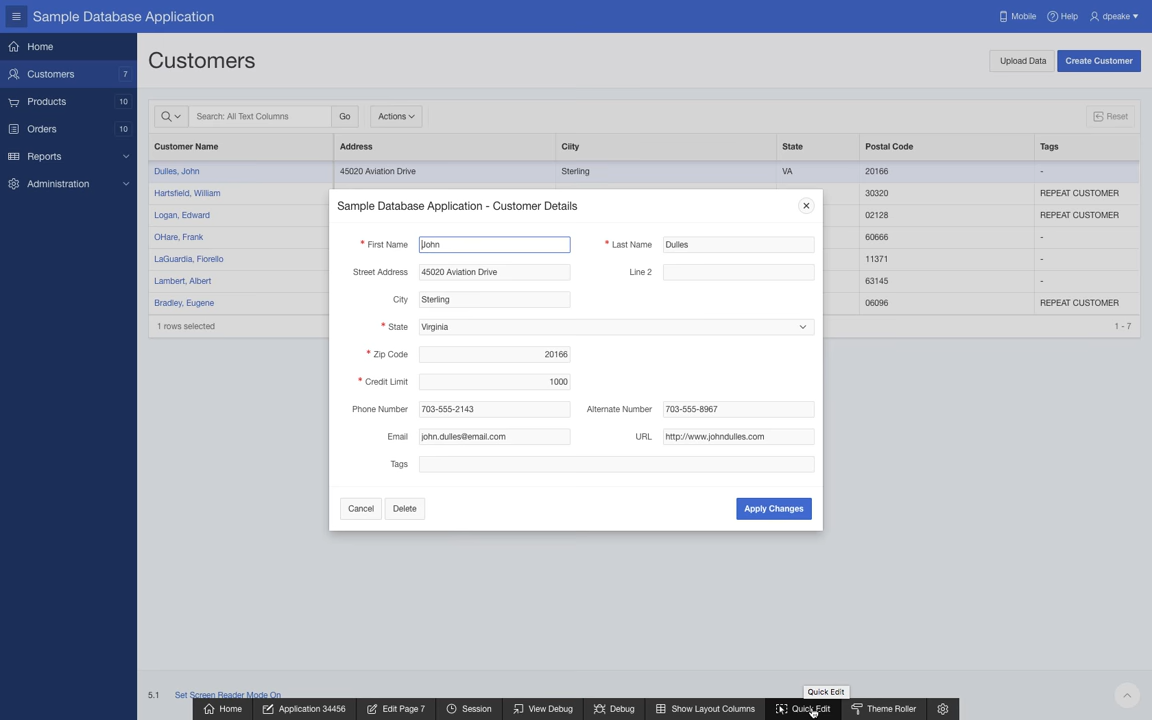 Sample Database Application
Mobile Help dpeake
Home
Customers 7
Products 10
Orders 10
Reports
Administration
Customers
Upload Data Create Customer
Search: All Text Columns Go Actions Reset
Customer Name Address Ciity State Postal Code Tags
Dulles, John 45020 Aviation Drive Sterling VA 20166 -
Hartsfield, William 30320 REPEAT CUSTOMER
Logan, Edward 02128 REPEAT CUSTOMER
OHare, Frank 60666 -
LaGuardia, Fiorello 11371 -
Lambert, Albert 63145 -
Bradley, Eugene 06096 REPEAT CUSTOMER
1 rows selected 1 - 7
Sample Database Application - Customer Details
* First Name John * Last Name Dulles
Street Address 45020 Aviation Drive Line 2
City Sterling
* State Virginia
* Zip Code 20166
* Credit Limit 1000
Phone Number 703-555-2143 Alternate Number 703-555-8967
Email john.dulles@email.com URL http://www.johndulles.com
Tags
Cancel Delete Apply Changes
Quick Edit
5.1 Set Screen Reader Mode On
Home Application 34456 Edit Page 7 Session View Debug Debug Show Layout Columns Quick Edit Theme Roller